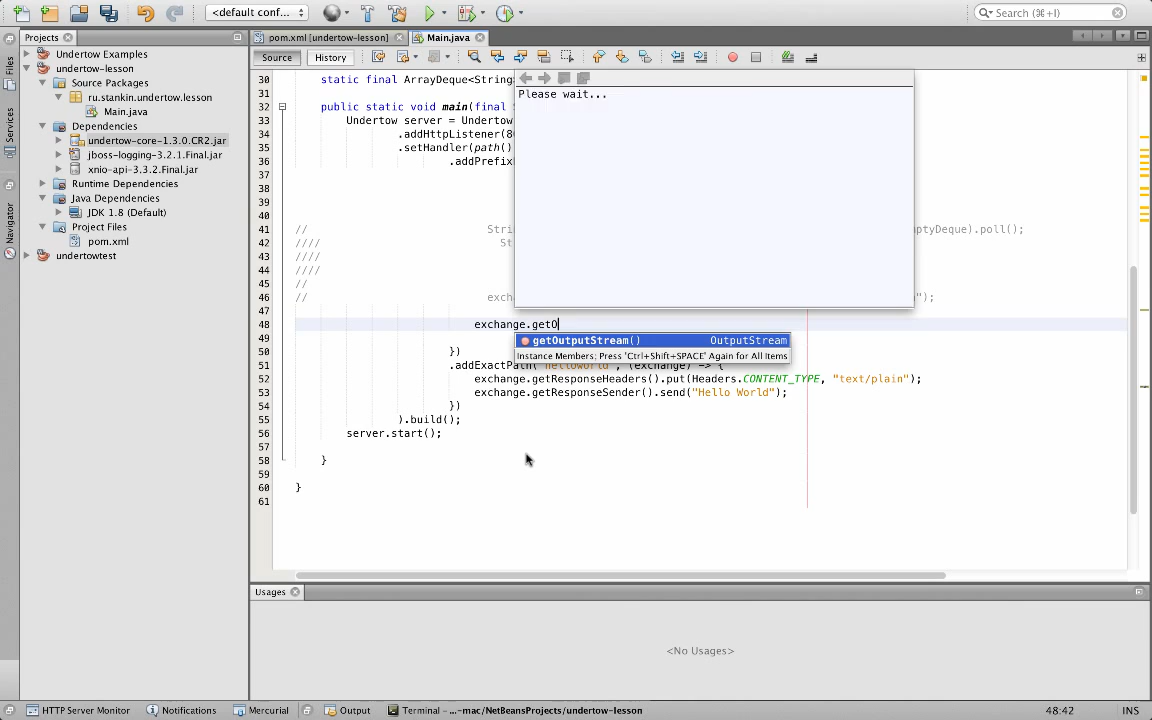 <default conf...
Search (⌘+I)
Projects
pom.xml [undertow-lesson]
Main.java
Source
History
Files
Services
Navigator
Undertow Examples
undertow-lesson
Source Packages
ru.stankin.undertow.lesson
Main.java
Dependencies
undertow-core-1.3.0.CR2.jar
jboss-logging-3.2.1.Final.jar
xnio-api-3.3.2.Final.jar
Runtime Dependencies
Java Dependencies
JDK 1.8 (Default)
Project Files
pom.xml
undertowtest
30 static final ArrayDeque<String
31
32 public static void main(final S
33 Undertow server = Undertow
34 .addHttpListener(80
35 .setHandler(path()
36 .addPrefix
37
38
39
40
41 // Stri ptyDeque).poll();
42 //// St
43 ////
44 ////
45 //
46 // exch ");
47
48 exchange.getO
49
50 })
51 .addExactPath("helloworld", (exchange) -> {
52 exchange.getResponseHeaders().put(Headers.CONTENT_TYPE, "text/plain");
53 exchange.getResponseSender().send("Hello World");
54 })
55 ).build();
56 server.start();
57
58 }
59
60 }
61
Please wait...
getOutputStream() OutputStream
Instance Members; Press 'Ctrl+Shift+SPACE' Again for All Items
Usages
<No Usages>
HTTP Server Monitor
Notifications
Mercurial
Output
Terminal - ...-mac/NetBeansProjects/undertow-lesson
48:42
INS